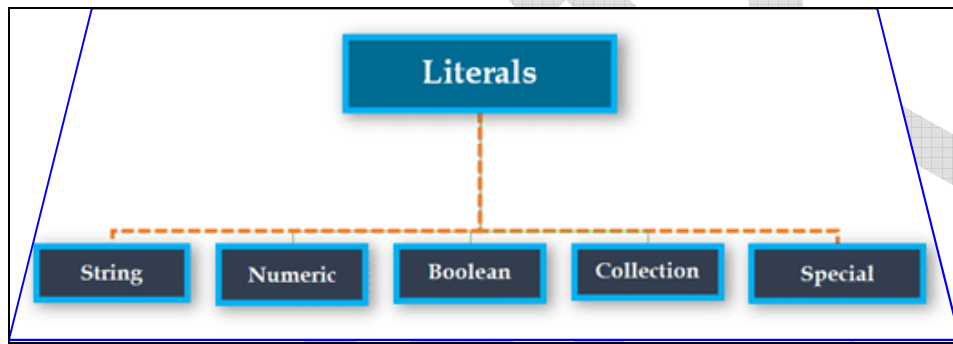 Literals
String
Numeric
Boolean
Collection
Special